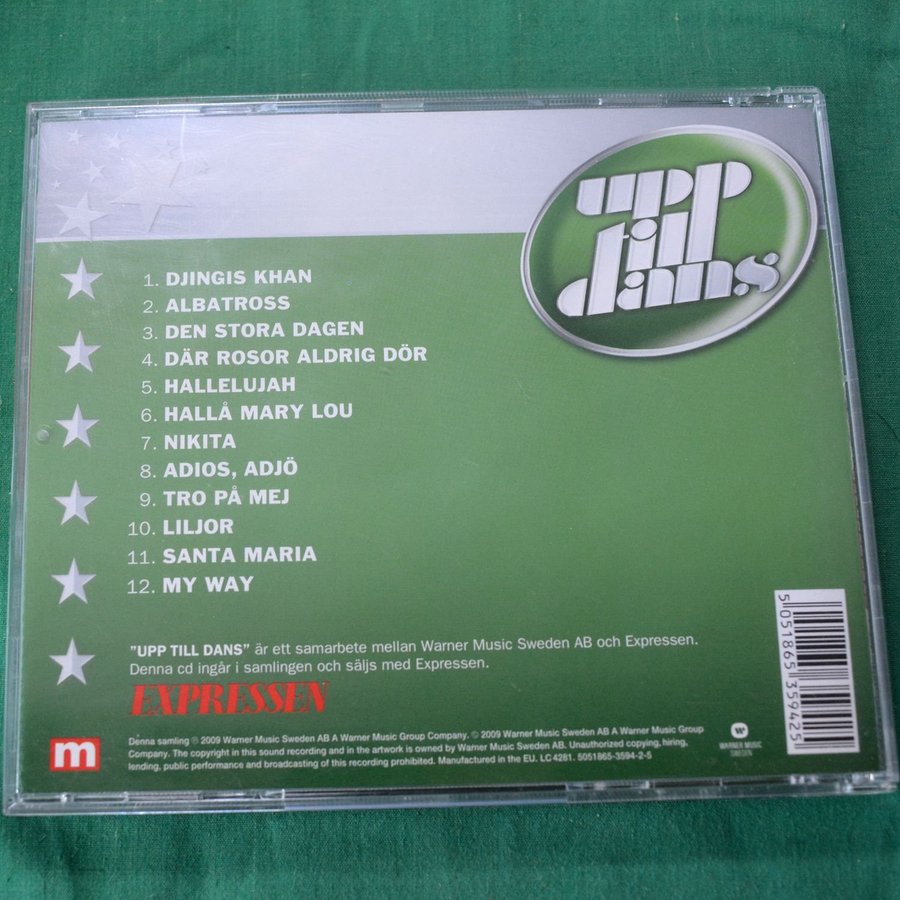 upp
till
dans
1. DJINGIS KHAN
2. ALBATROSS
3. DEN STORA DAGEN
4. DÄR ROSOR ALDRIG DÖR
5. HALLELUJAH
6. HALLÅ MARY LOU
7. NIKITA
8. ADIOS, ADJÖ
9. TRO PÅ MEJ
10. LILJOR
11. SANTA MARIA
12. MY WAY
"UPP TILL DANS" är ett samarbete mellan Warner Music Sweden AB och Expressen.
Denna cd ingår i samlingen och säljs med Expressen.
EXPRESSEN
m
Denna samling ℗ 2009 Warner Music Sweden AB A Warner Music Group Company. © 2009 Warner Music Sweden AB A Warner Music Group
Company. The copyright in this sound recording and in the artwork is owned by Warner Music Sweden AB. Unauthorized copying, hiring,
lending, public performance and broadcasting of this recording prohibited. Manufactured in the EU. LC 4281. 5051865-3594-2-5
WARNER MUSIC
SWEDEN
5 051865 359425